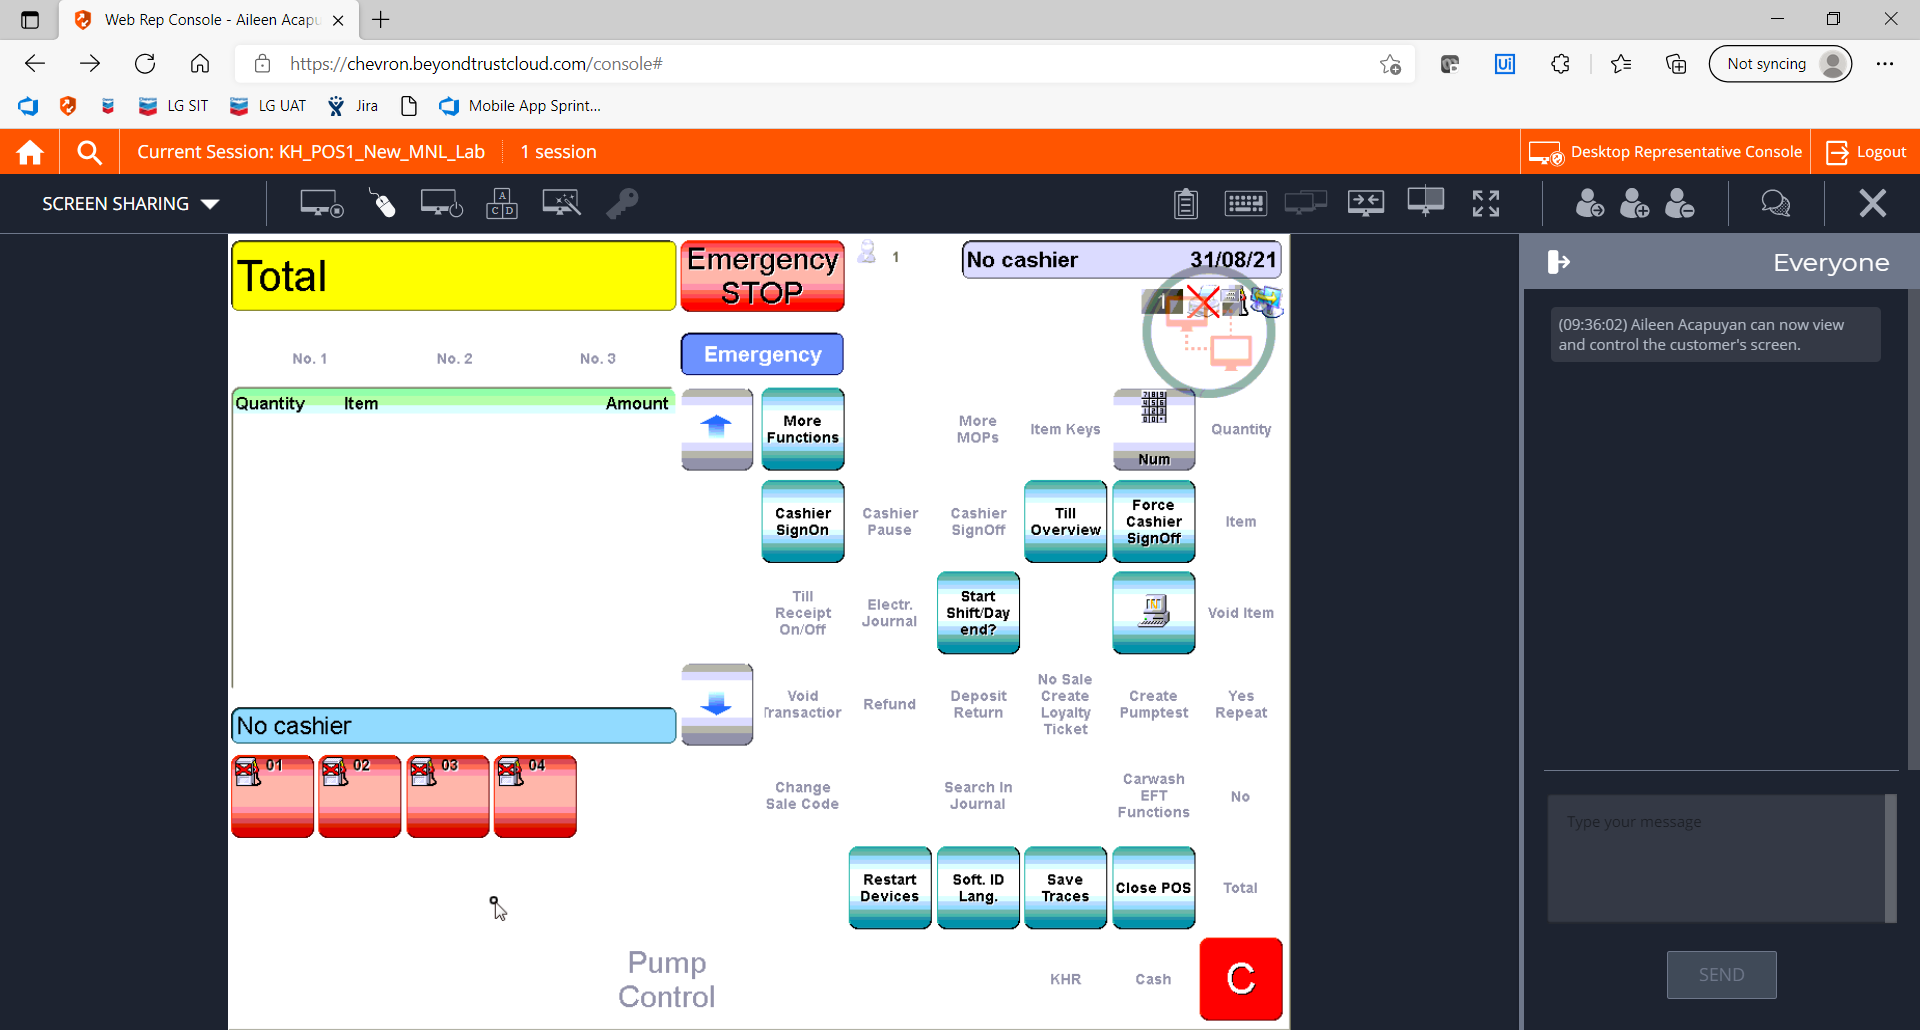 Web Rep Console - Aileen Acapu
https://chevron.beyondtrustcloud.com/console#
Not syncing
LG SIT
LG UAT
Jira
Mobile App Sprint...
Current Session: KH_POS1_New_MNL_Lab
1 session
Desktop Representative Console
Logout
SCREEN SHARING
Total
Emergency
STOP
1
No cashier
31/08/21
1
Everyone
(09:36:02) Aileen Acapuyan can now view
and control the customer's screen.
No. 1
No. 2
No. 3
Emergency
Quantity
Item
Amount
More
Functions
More
MOPs
Item Keys
Num
Quantity
Cashier
SignOn
Cashier
Pause
Cashier
SignOff
Till
Overview
Force
Cashier
SignOff
Item
Till
Receipt
On/Off
Electr.
Journal
Start
Shift/Day
end?
Void Item
Void
Transaction
Refund
Deposit
Return
No Sale
Create
Loyalty
Ticket
Create
Pumptest
Yes
Repeat
No cashier
01
02
03
04
Change
Sale Code
Search In
Journal
Carwash
EFT
Functions
No
Type your message
Restart
Devices
Soft. ID
Lang.
Save
Traces
Close POS
Total
Pump
Control
KHR
Cash
C
SEND